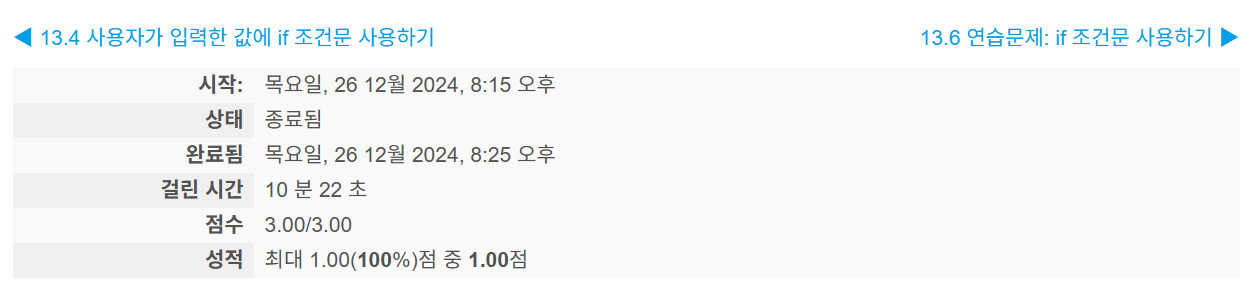 ◀ 13.4 사용자가 입력한 값에 if 조건문 사용하기 13.6 연습문제: if 조건문 사용하기 ▶
시작: 목요일, 26 12월 2024, 8:15 오후
상태 종료됨
완료됨 목요일, 26 12월 2024, 8:25 오후
걸린 시간 10 분 22 초
점수 3.00/3.00
성적 최대 1.00(100%)점 중 1.00점